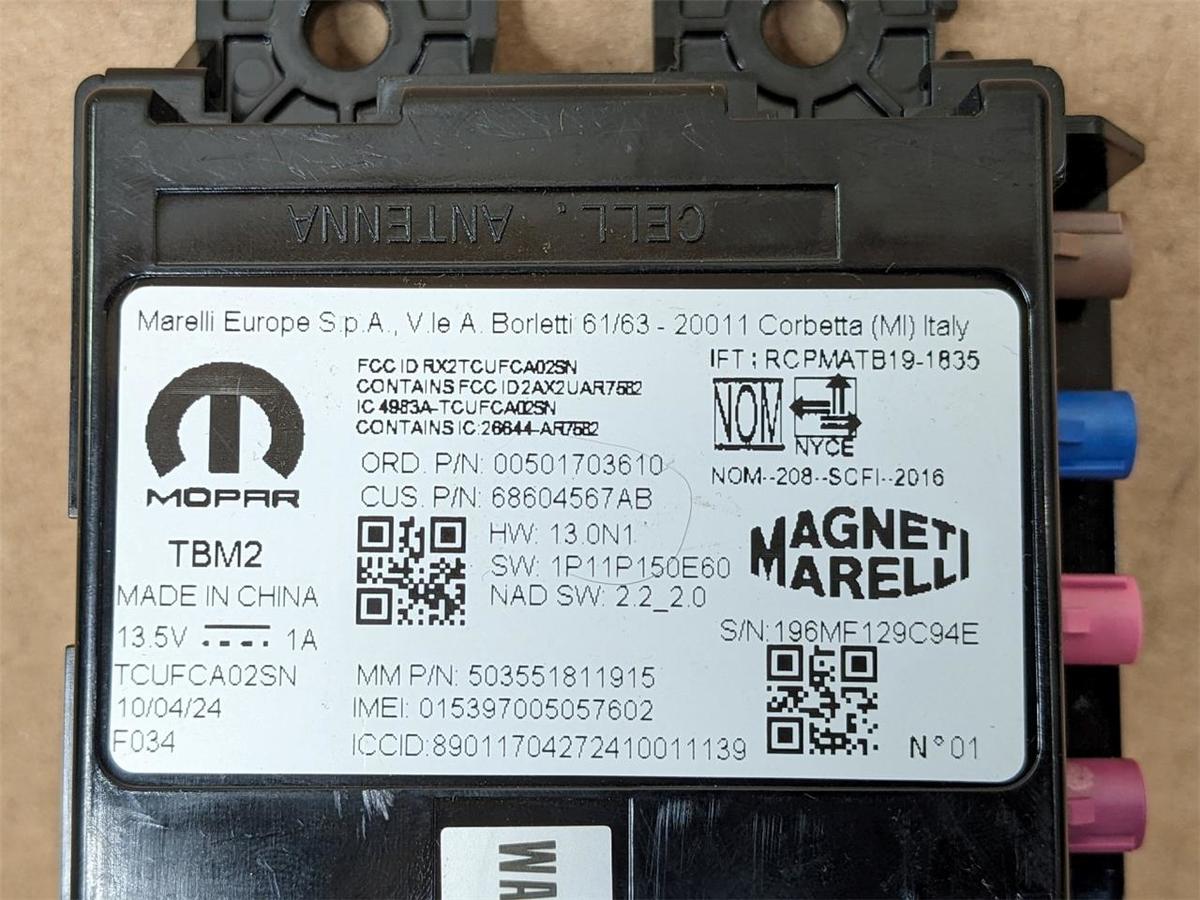 CELL. ANTENNA
Marelli Europe S.p.A., V.le A. Borletti 61/63 - 20011 Corbetta (MI) Italy
FCC ID RX2TCUFCA02SN
CONTAINS FCC ID2AX2UAR7582
IC 4983A-TCUFCA02SN
CONTAINS IC:26644-AR7582
IFT : RCPMATB19-1835
NOM
NYCE
NOM--208--SCFI--2016
MOPAR
ORD. P/N: 00501703610
CUS. P/N: 68604567AB
HW: 13.0N1
SW: 1P11P150E60
NAD SW: 2.2_2.0
MAGNETI
MARELLI
TBM2
MADE IN CHINA
13.5V 1A
TCUFCA02SN
10/04/24
F034
S/N:196MF129C94E
MM P/N: 503551811915
IMEI: 015397005057602
ICCID:89011704272410011139
N°01
WA